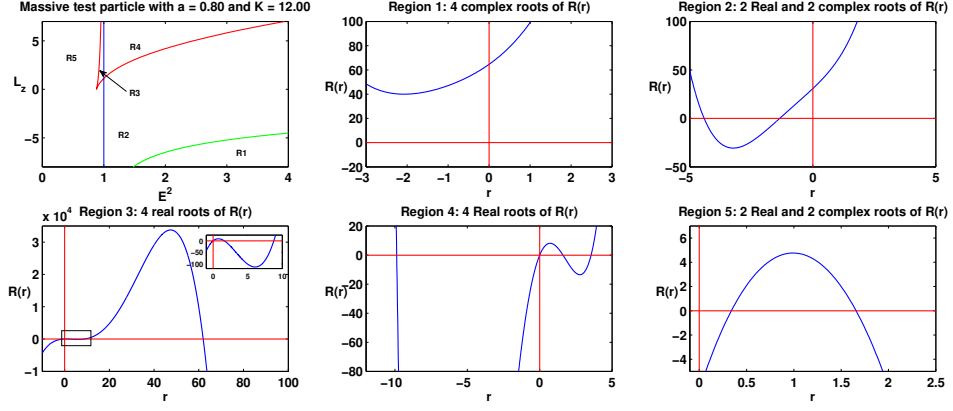 Massive test particle with a = 0.80 and K = 12.00
5
0
−5
L_z
R5
R4
R3
R2
R1
0
1
2
3
4
E^2
Region 1: 4 complex roots of R(r)
100
80
60
40
20
0
−20
R(r)
−3
−2
−1
0
1
2
3
r
Region 2: 2 Real and 2 complex roots of R(r)
100
50
0
−50
R(r)
−5
0
5
r
Region 3: 4 real roots of R(r)
x 10^4
3
2
1
0
−1
R(r)
0
−50
−100
0
5
10
0
20
40
60
80
100
r
Region 4: 4 Real roots of R(r)
20
0
−20
−40
−60
−80
R(r)
−10
−5
0
5
r
Region 5: 2 Real and 2 complex roots of R(r)
6
4
2
0
−2
−4
R(r)
0
0.5
1
1.5
2
2.5
r